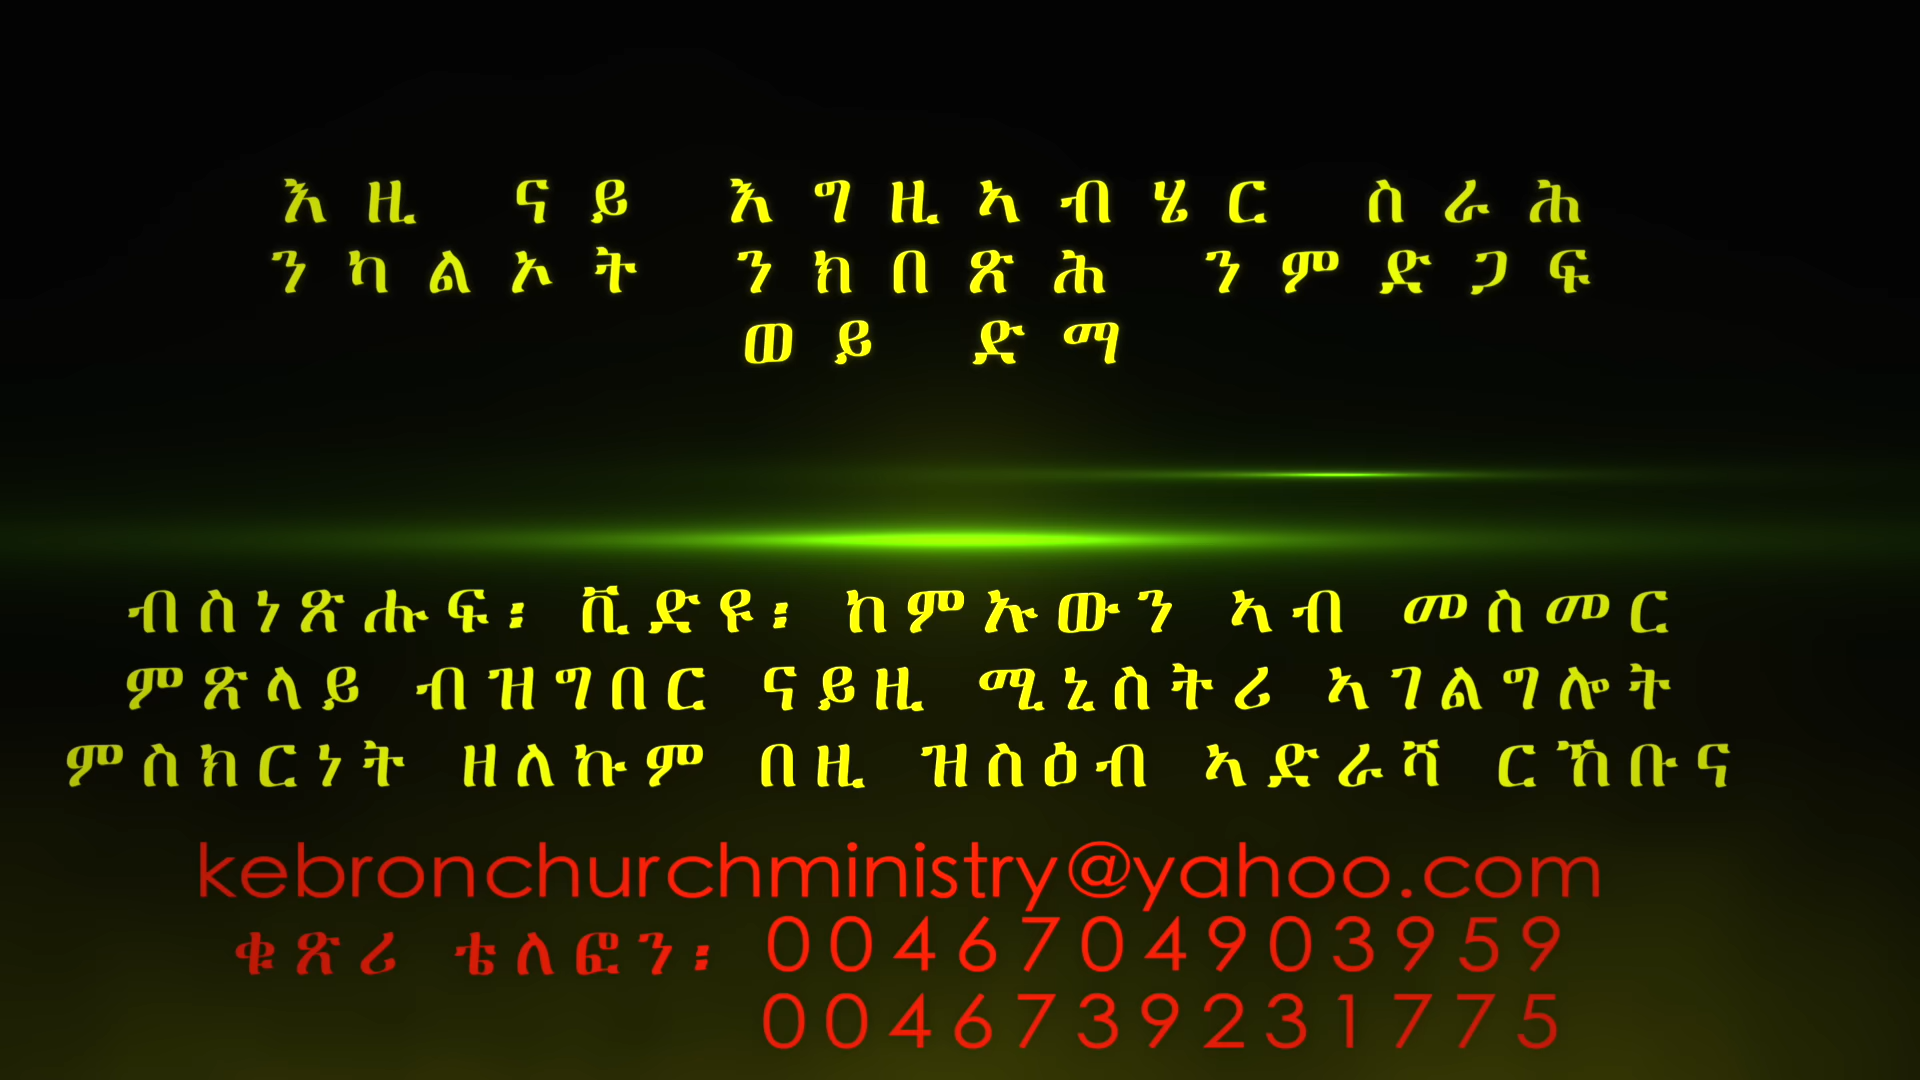 እዚ ናይ እግዚኣብሄር ስራሕ
ንካልኦት ንክበጽሕ ንምድጋፍ
ወይ ድማ
ብስነጽሑፍ፡ ቪድዩ፡ ከምኡውን ኣብ መስመር
ምጽላይ ብዝግበር ናይዚ ሚኒስትሪ ኣገልግሎት
ምስክርነት ዘለኩም በዚ ዝስዕብ ኣድራሻ ርኸቡና
kebronchurchministry@yahoo.com
ቁጽሪ ቴለፎን፡ 0046704903959
0046739231775